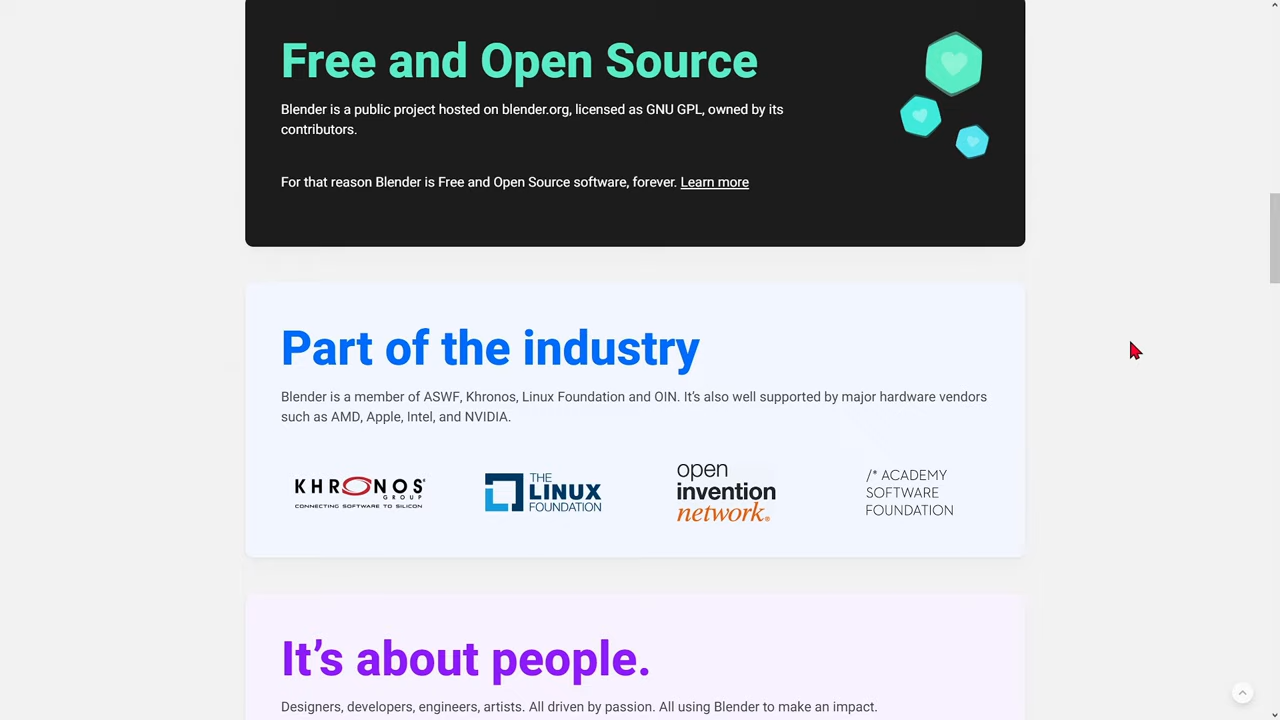 Free and Open Source
Blender is a public project hosted on blender.org, licensed as GNU GPL, owned by its
contributors.
For that reason Blender is Free and Open Source software, forever. Learn more
Part of the industry
Blender is a member of ASWF, Khronos, Linux Foundation and OIN. It’s also well supported by major hardware vendors
such as AMD, Apple, Intel, and NVIDIA.
KHRONOS®
GROUP
CONNECTING SOFTWARE TO SILICON
THE
LINUX
FOUNDATION
open
invention
network®
/* ACADEMY
SOFTWARE
FOUNDATION
It’s about people.
Designers, developers, engineers, artists. All driven by passion. All using Blender to make an impact.